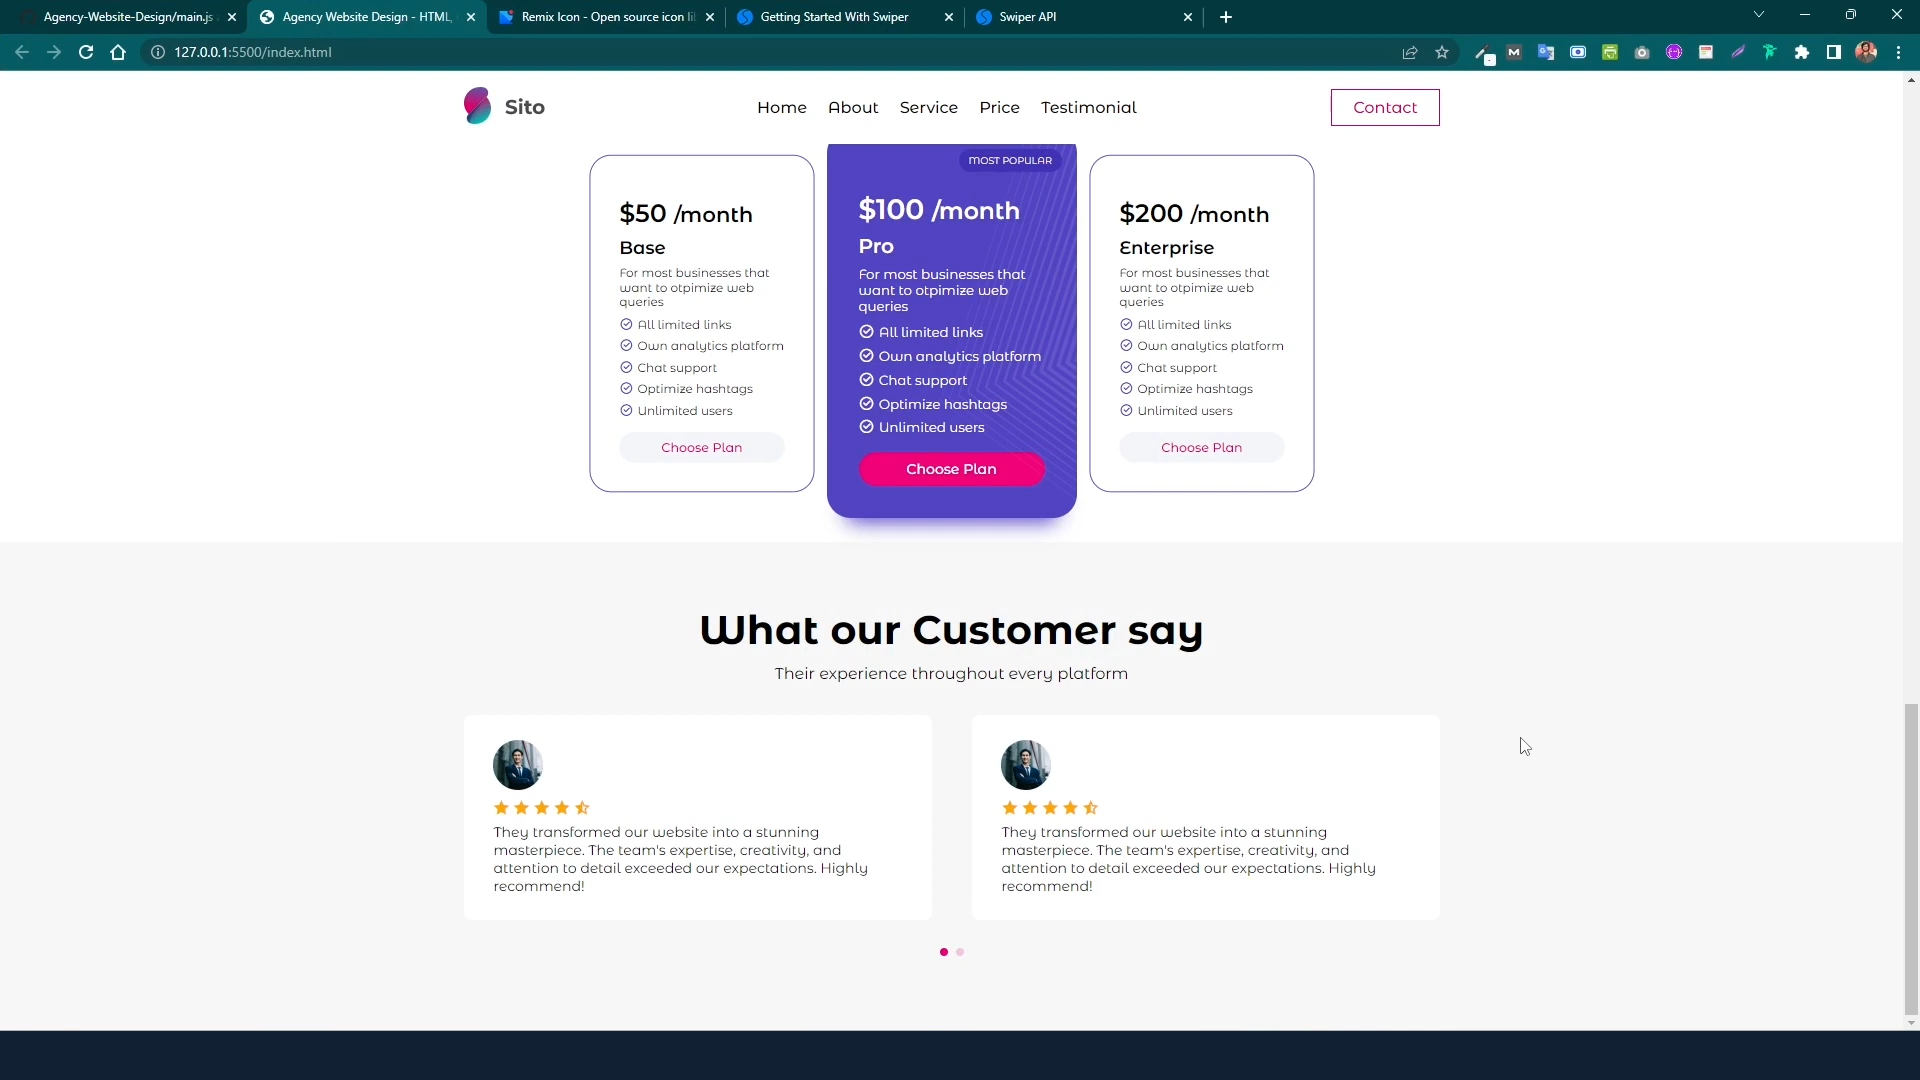 Agency-Website-Design/main.js
Agency Website Design - HTML,
Remix Icon - Open source icon li
Getting Started With Swiper
Swiper API
127.0.0.1:5500/index.html
Sito
Home
About
Service
Price
Testimonial
Contact
$50 /month
Base
For most businesses that
want to otpimize web
queries
All limited links
Own analytics platform
Chat support
Optimize hashtags
Unlimited users
Choose Plan
MOST POPULAR
$100 /month
Pro
For most businesses that
want to otpimize web
queries
All limited links
Own analytics platform
Chat support
Optimize hashtags
Unlimited users
Choose Plan
$200 /month
Enterprise
For most businesses that
want to otpimize web
queries
All limited links
Own analytics platform
Chat support
Optimize hashtags
Unlimited users
Choose Plan
What our Customer say
Their experience throughout every platform
They transformed our website into a stunning
masterpiece. The team's expertise, creativity, and
attention to detail exceeded our expectations. Highly
recommend!
They transformed our website into a stunning
masterpiece. The team's expertise, creativity, and
attention to detail exceeded our expectations. Highly
recommend!